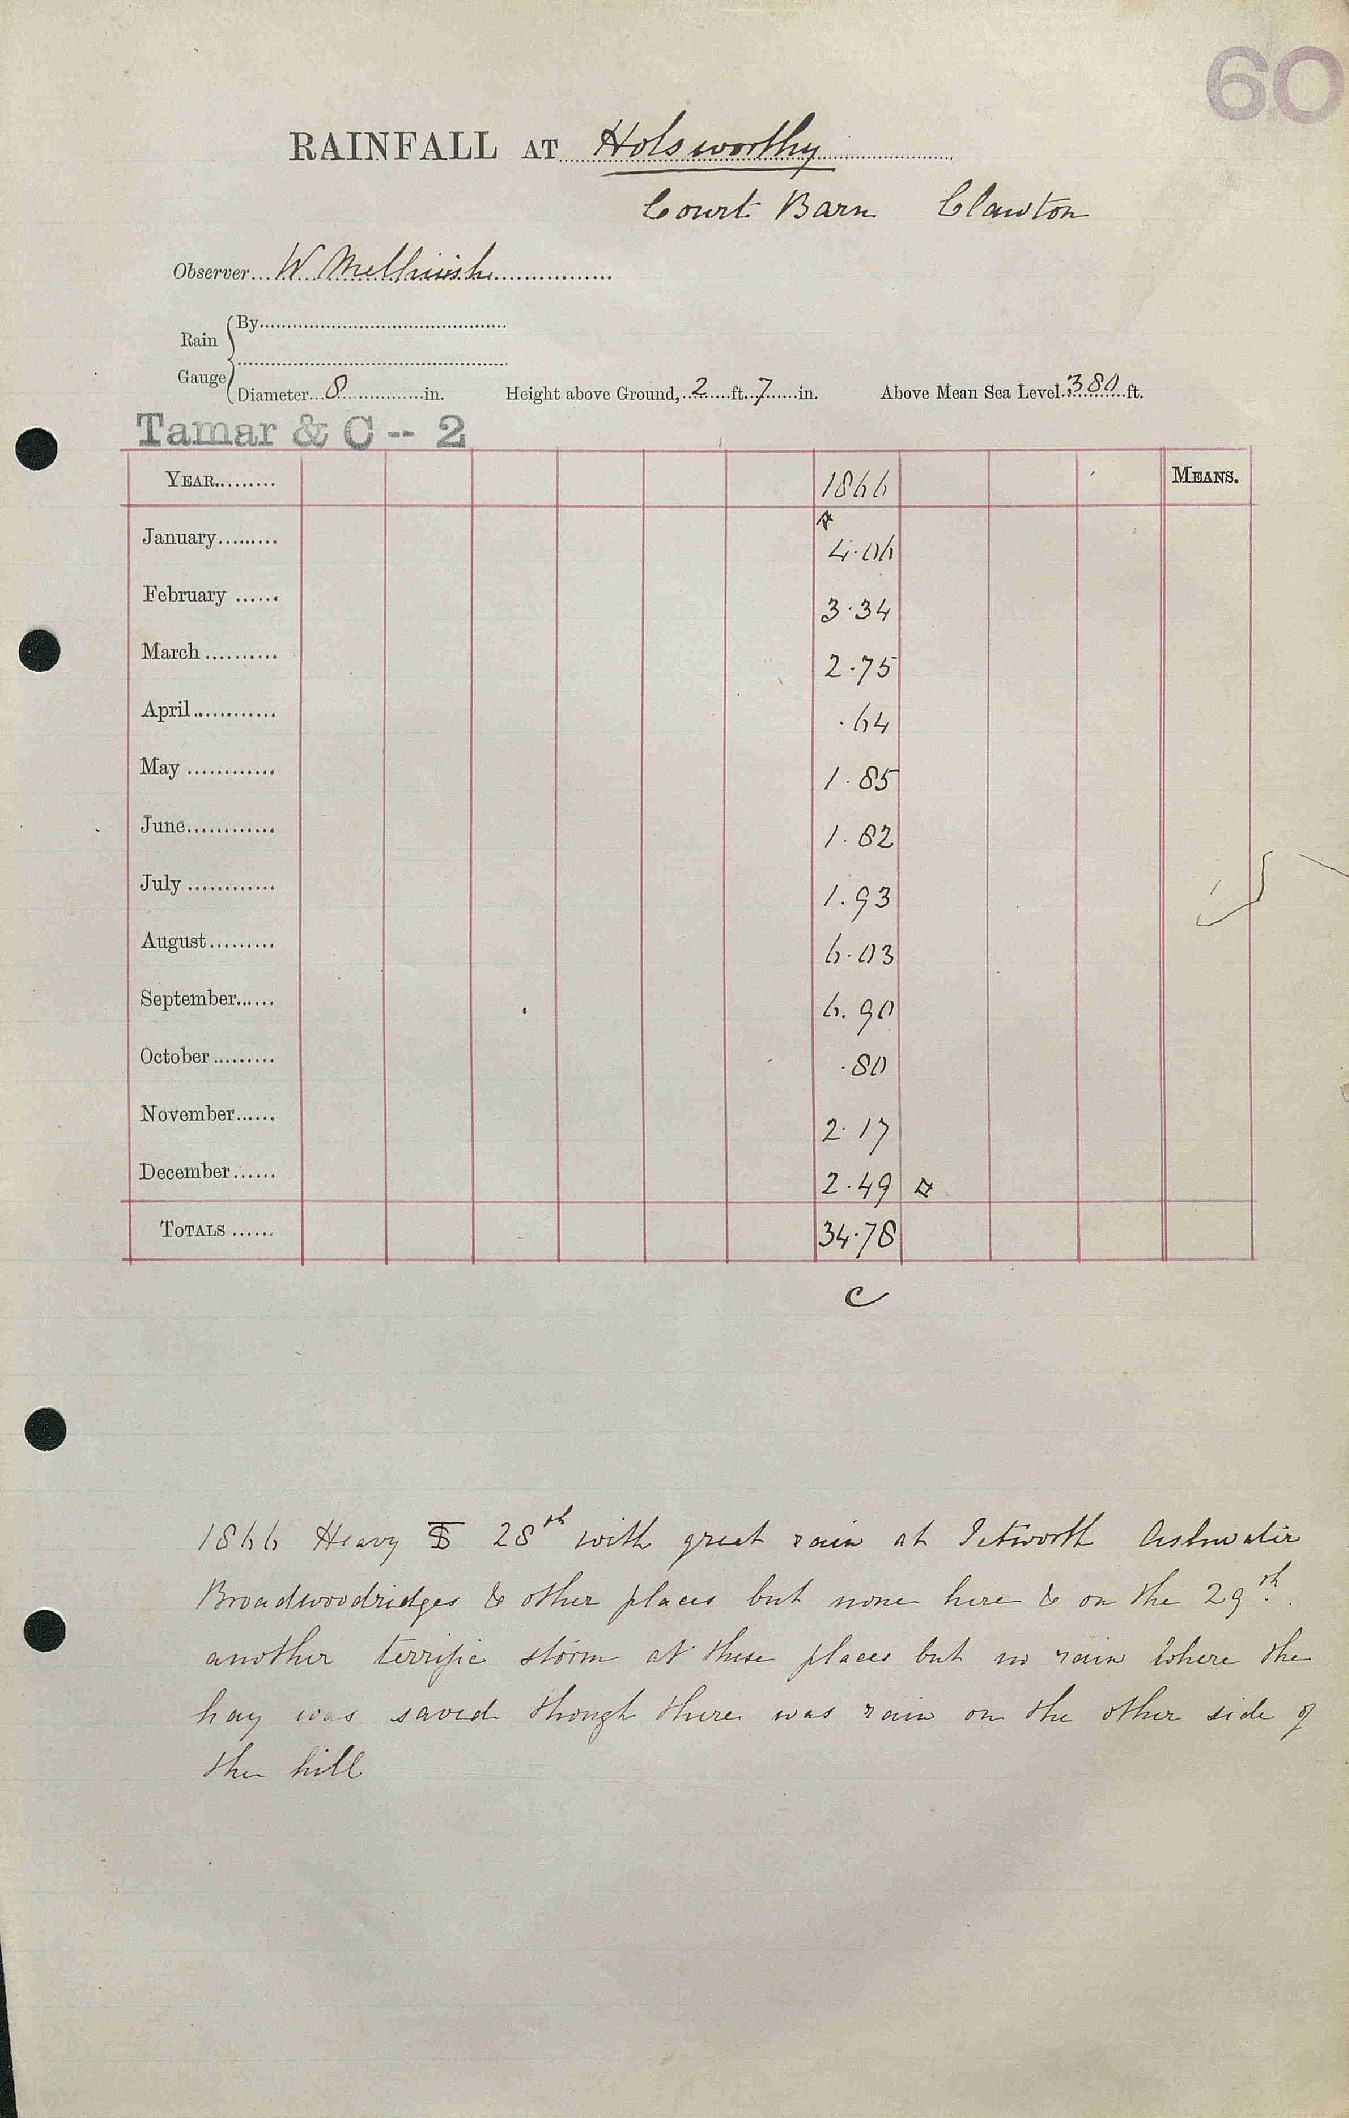 60
RAINFALL AT Holsworthy
Court Barn Clawton
Observer W Melhuish
Rain Gauge By
Diameter 8 in. Height above Ground, 2 ft. 7 in. Above Mean Sea Level 380 ft.
Tamar & C -- 2
YEAR 1866 MEANS.
January 4.06
February 3.34
March 2.75
April .64
May 1.85
June 1.82
July 1.93
August 6.03
September 6.90
October .80
November 2.17
December 2.49
TOTALS 34.78
C
1866 Heavy 28th with great rain at Ashwater
Broadwoodridges & other places but none here & on the 29th.
another terrific storm at these places but no rain where the
hay was saved though there was rain on the other side of
the hill